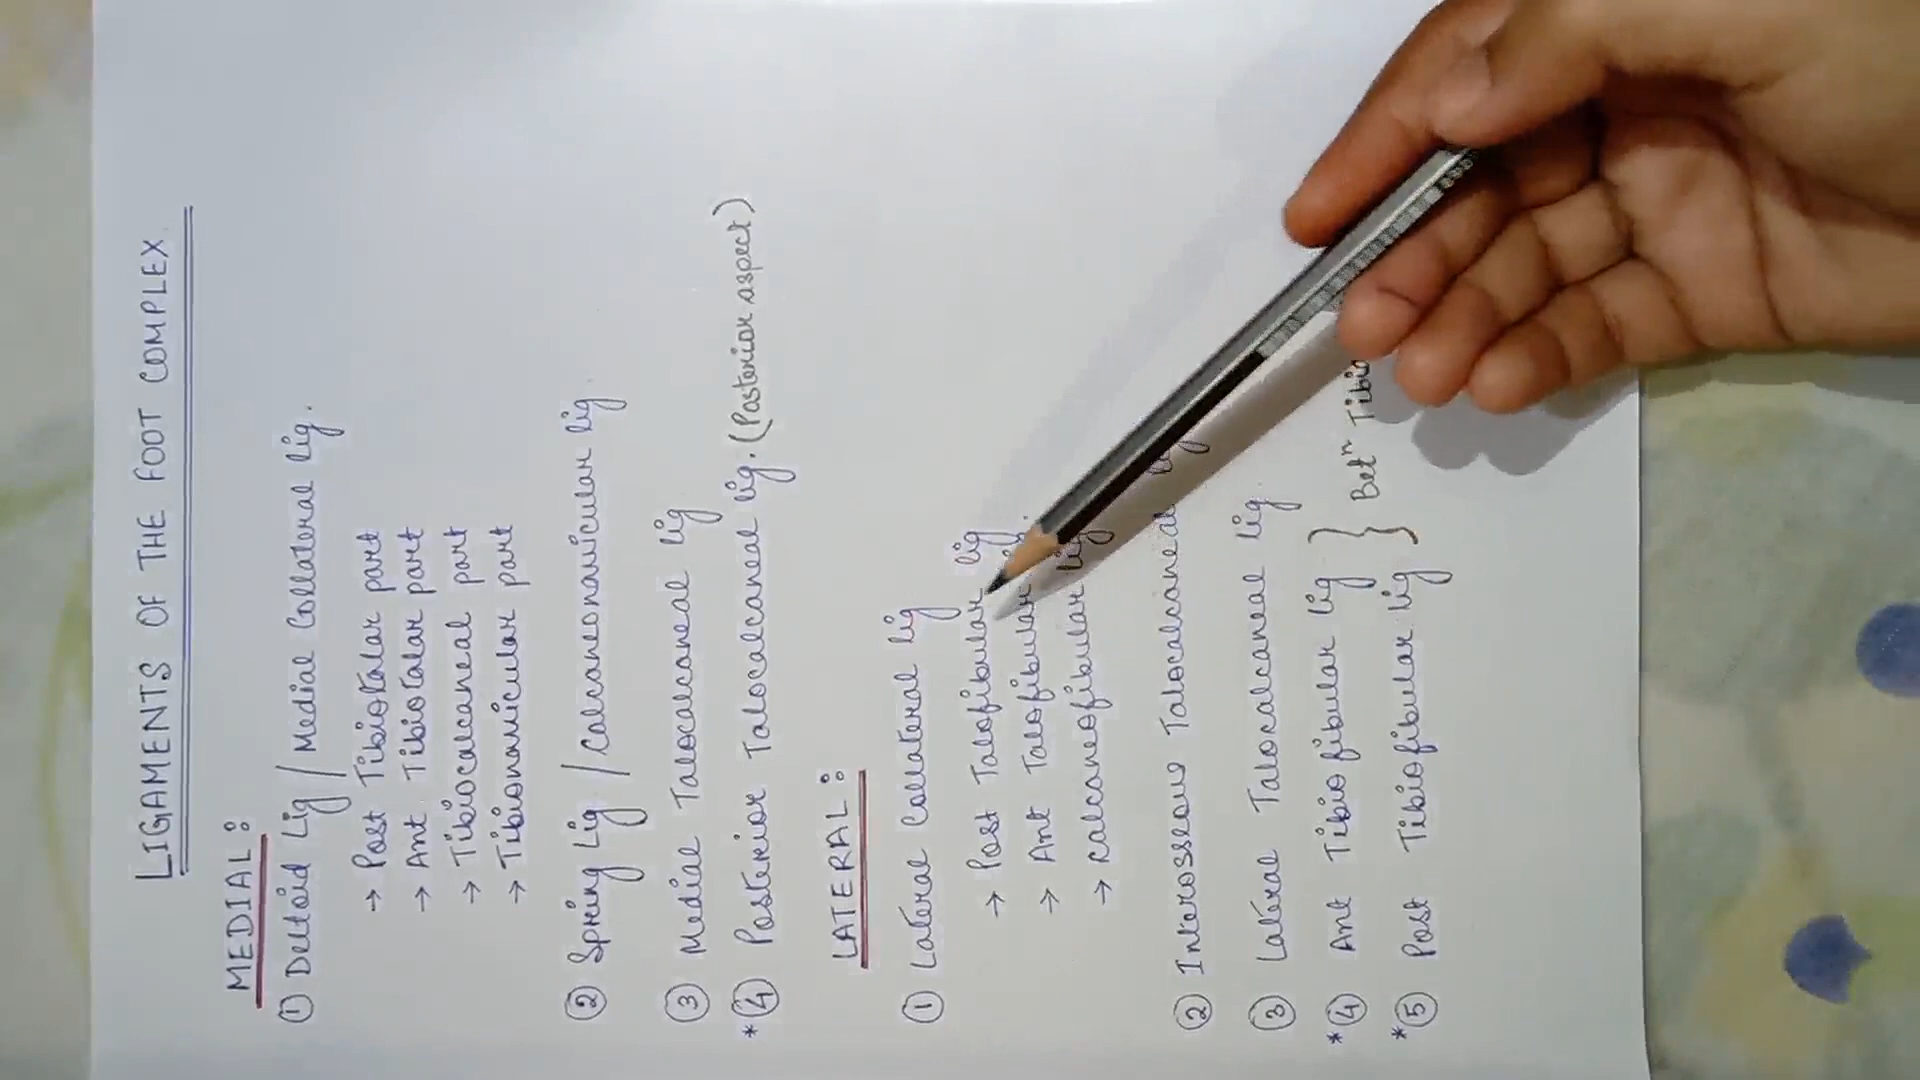 LIGAMENTS OF THE FOOT COMPLEX
MEDIAL :
① Deltoid Lig / Medial Collateral Lig.
→ Post Tibiotalar part
→ Ant Tibiotalar part
→ Tibiocalcaneal part
→ Tibionavicular part
② Spring Lig / Calcaneonavicular Lig.
③ Medial Talocalcaneal Lig
*④ Posterior Talocalcaneal Lig. (Posterior aspect)
LATERAL :
① Lateral Collateral Lig
→ Post Talofibular Lig
→ Ant Talofibular
→ Calcaneofibular Lig
② Interosseous Talocalcaneal
③ Lateral Talocalcaneal Lig.
*④ Ant Tibiofibular Lig } Betⁿ Tibio
*⑤ Post Tibiofibular Lig }